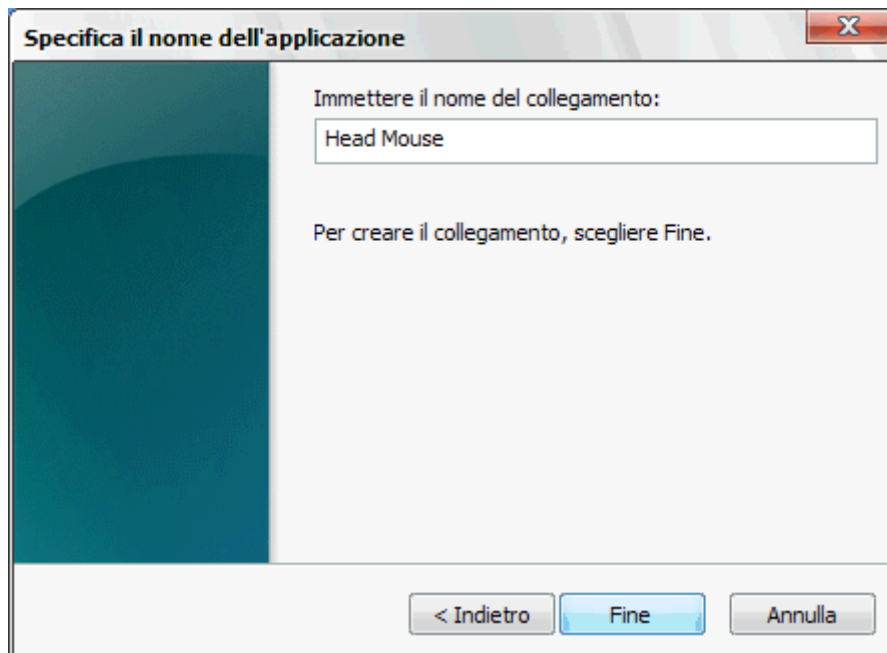 Specifica il nome dell'applicazione
Immettere il nome del collegamento:
Head Mouse
Per creare il collegamento, scegliere Fine.
< Indietro
Fine
Annulla